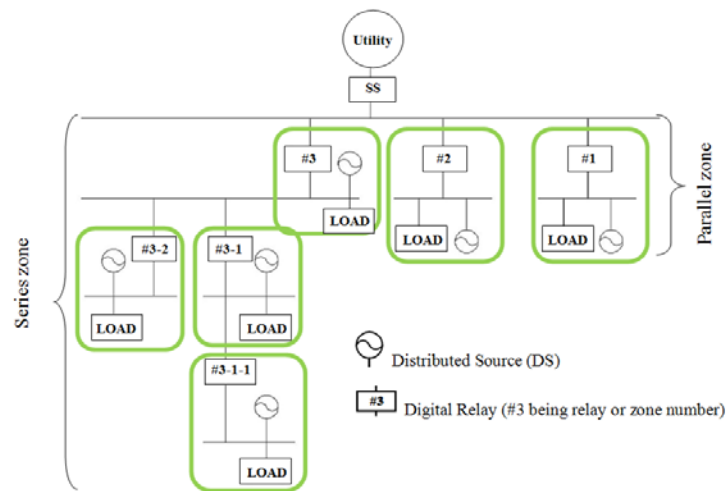 Utility
SS
#3
#2
#1
LOAD
LOAD
LOAD
#3-2
#3-1
LOAD
LOAD
#3-1-1
LOAD
Series zone
Parallel zone
Distributed Source (DS)
#3
Digital Relay (#3 being relay or zone number)